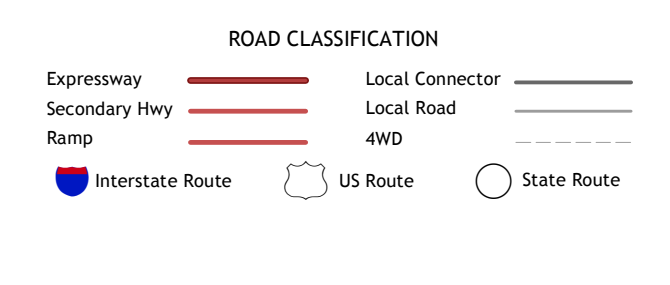 ROAD CLASSIFICATION
Expressway
Local Connector
Secondary Hwy
Local Road
Ramp
4WD
Interstate Route
US Route
State Route